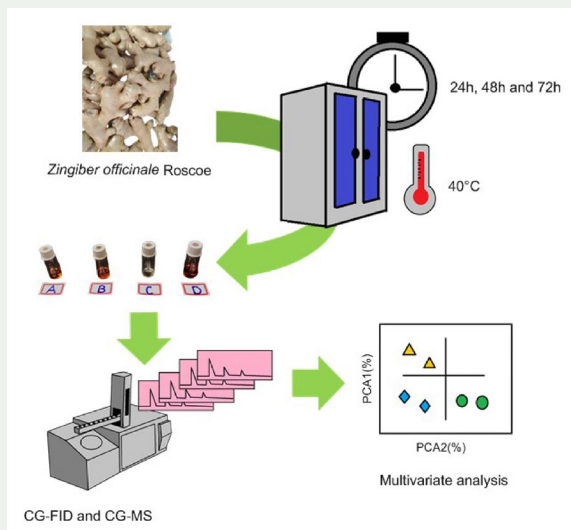 24h, 48h and 72h
Zingiber officinale Roscoe
40°C
A B C D
PCA1(%)
PCA2(%)
Multivariate analysis
CG-FID and CG-MS